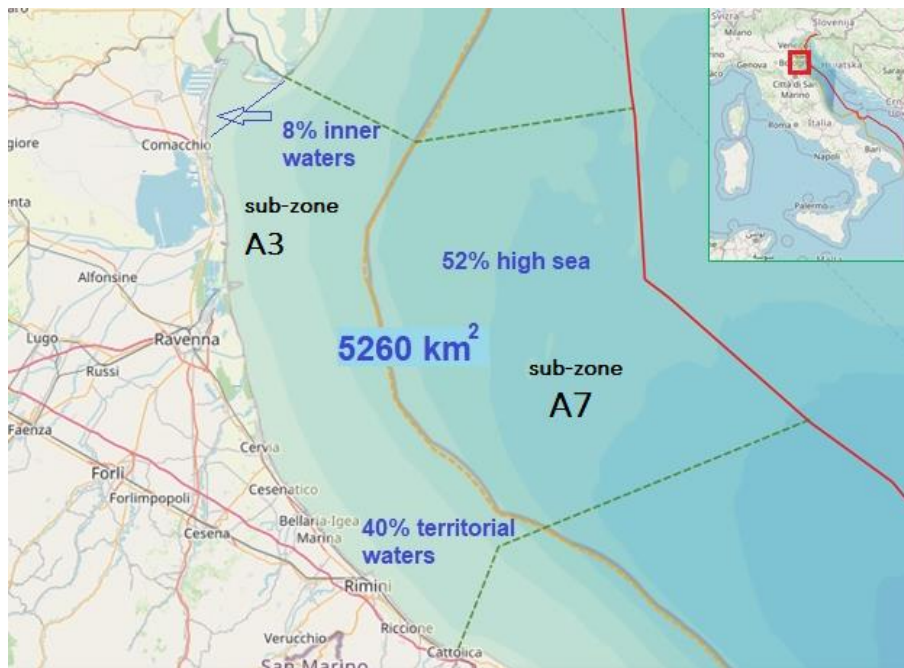 8% inner
waters
Comacchio
sub-zone
A3
52% high sea
Alfonsine
5260 km²
Lugo
Ravenna
Russi
sub-zone
A7
Faenza
Cervia
Forlì
Cesenatico
Forlimpopoli
Bellaria-Igea
Marina
Cesena
40% territorial
waters
Rimini
Verucchio
Riccione
Cattolica
San Marino
Svizra
Slovenija
Milano
Genova
Città di San
Marino
Hrvatska
Roma
Italia
Bari
Napoli
Palermo